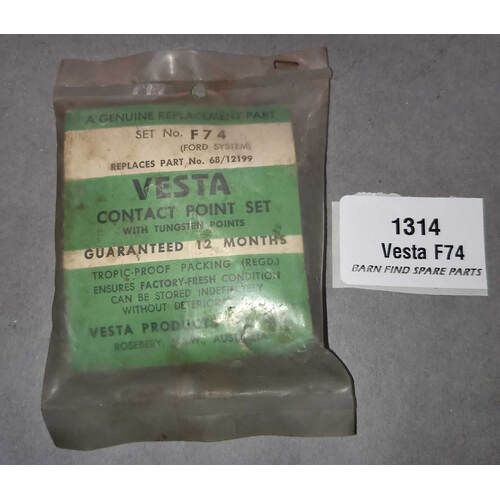 A GENUINE REPLACEMENT PART
SET No. F74
(FORD SYSTEM)
REPLACES PART No. 68/12199
VESTA
CONTACT POINT SET
WITH TUNGSTEN POINTS
GUARANTEED 12 MONTHS
TROPIC-PROOF PACKING (REGD.)
ENSURES FACTORY-FRESH CONDITION
CAN BE STORED INDEFINITELY
WITHOUT
VESTA PRODUCTS
ROSEBERY,
1314
Vesta F74
BARN FIND SPARE PARTS